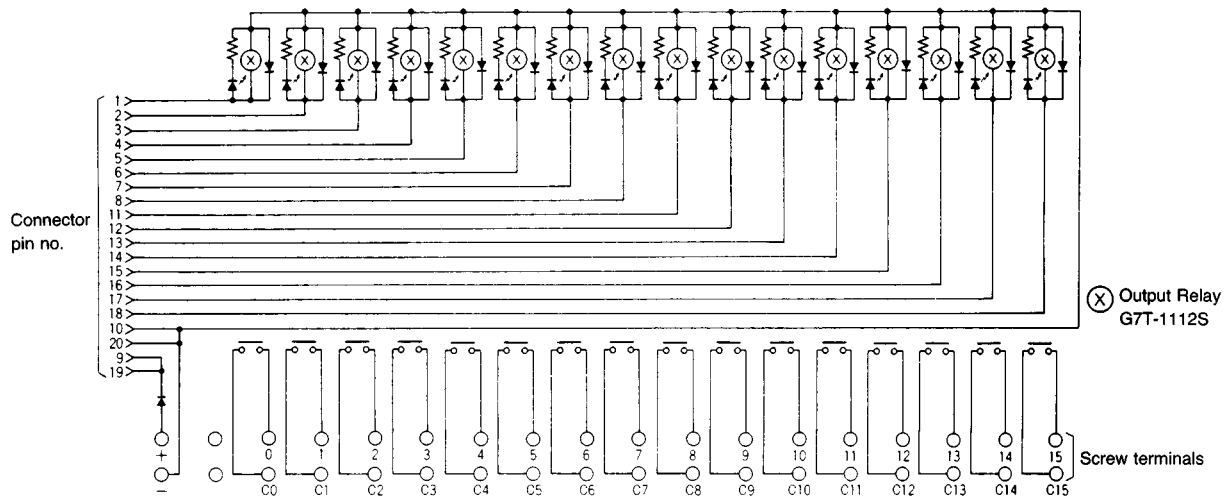 X X X X X X X X X X X X X X X X
1
2
3
4
5
6
7
8
11
12
13
14
15
16
17
18
10
20
9
19
Connector
pin no.
X Output Relay
G7T-1112S
+ 0 1 2 3 4 5 6 7 8 9 10 11 12 13 14 15
Screw terminals
− C0 C1 C2 C3 C4 C5 C6 C7 C8 C9 C10 C11 C12 C13 C14 C15